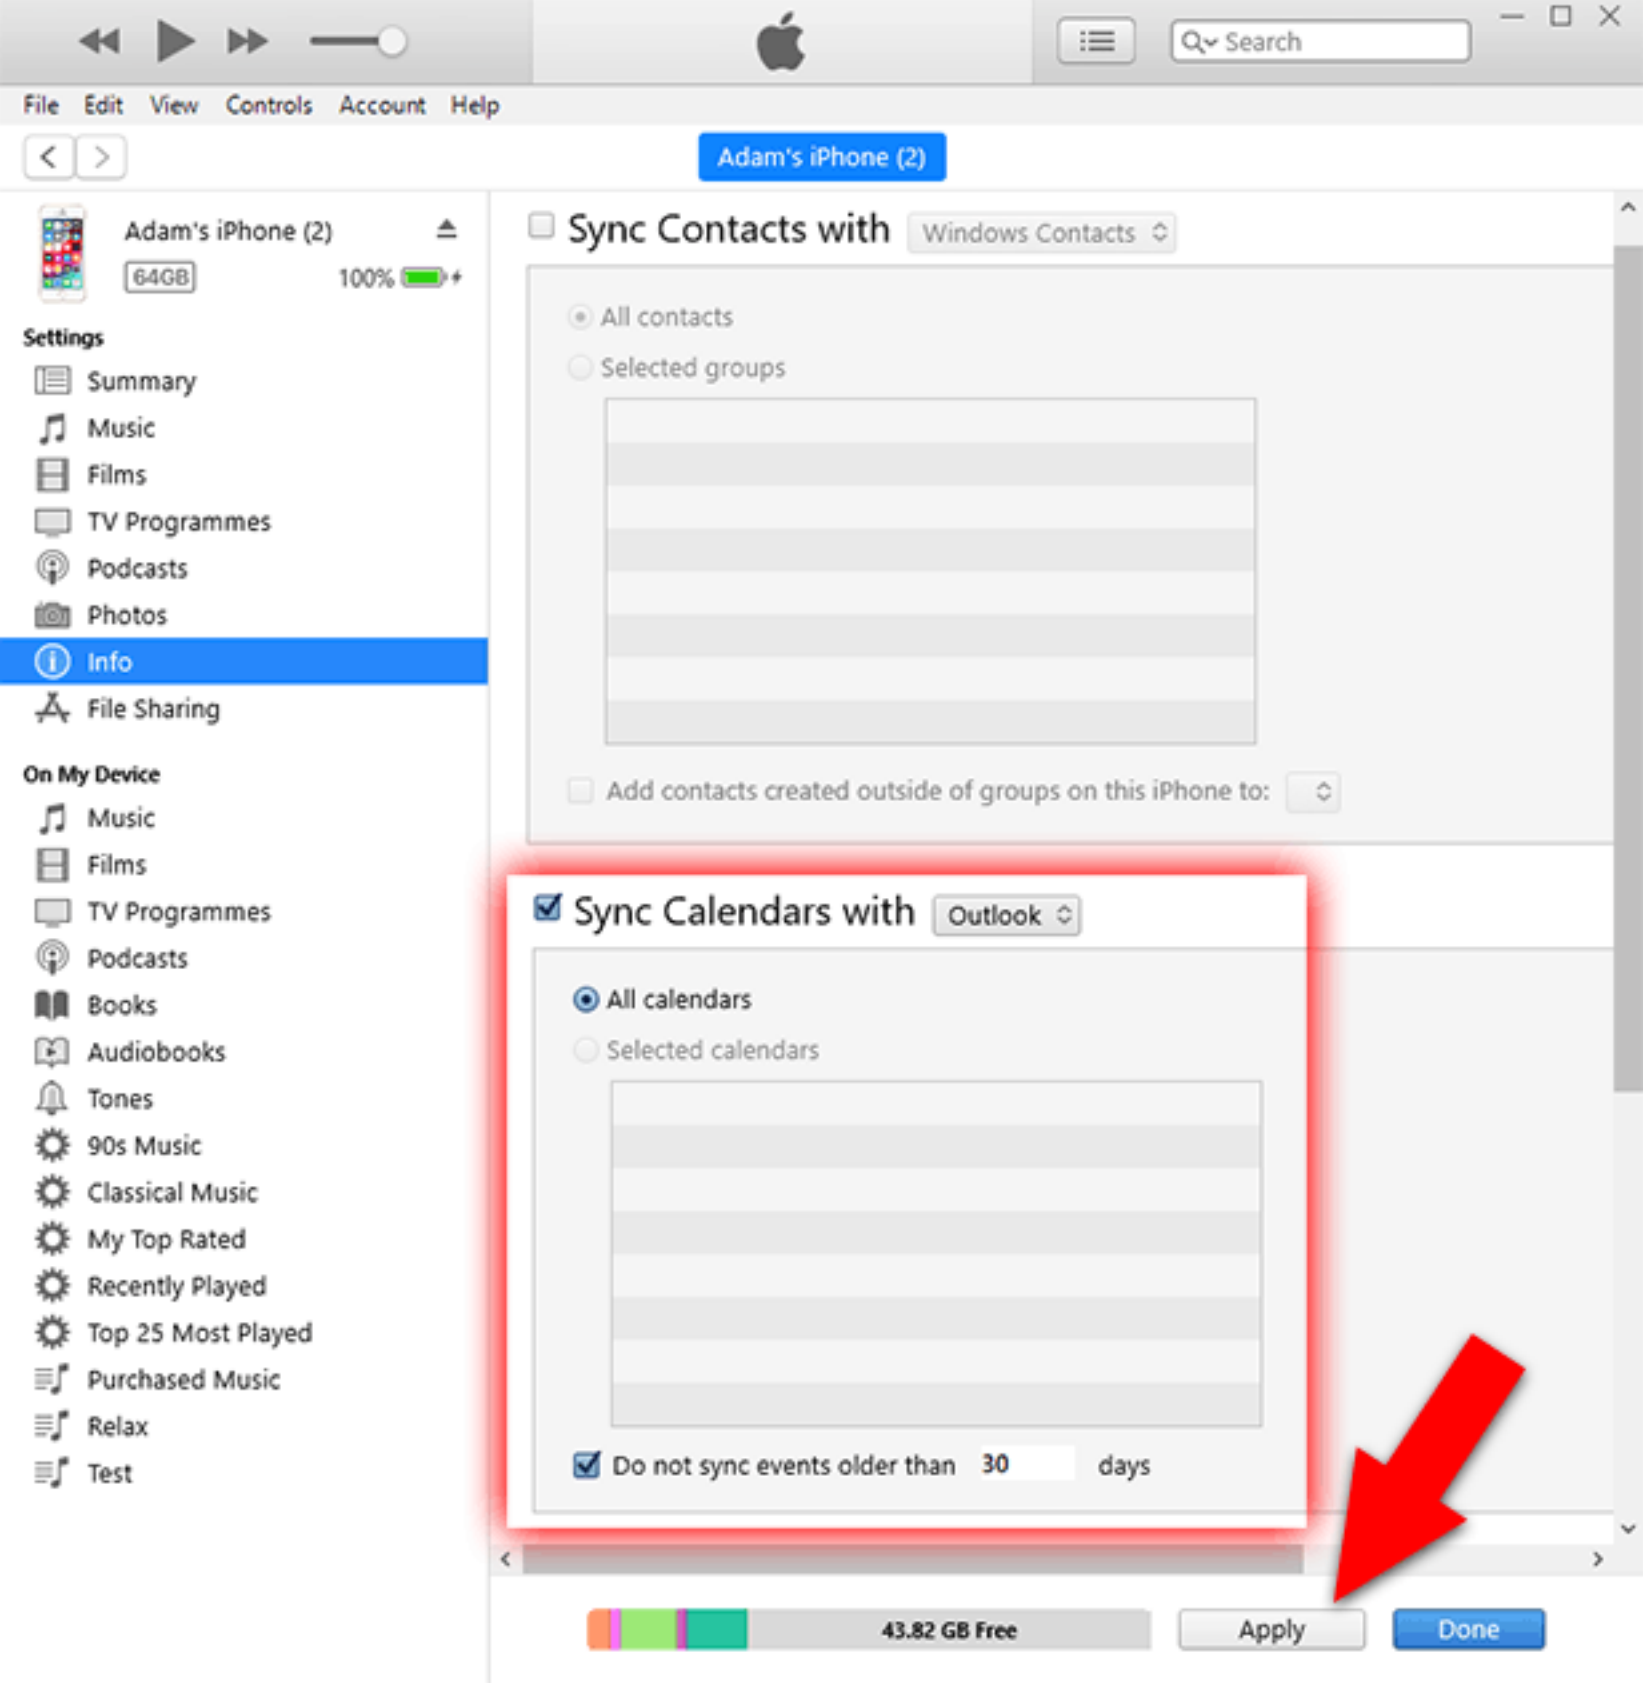 Search
File Edit View Controls Account Help
Adam's iPhone (2)
Adam's iPhone (2)
64GB 100%
Settings
Summary
Music
Films
TV Programmes
Podcasts
Photos
Info
File Sharing
On My Device
Music
Films
TV Programmes
Podcasts
Books
Audiobooks
Tones
90s Music
Classical Music
My Top Rated
Recently Played
Top 25 Most Played
Purchased Music
Relax
Test
Sync Contacts with Windows Contacts
All contacts
Selected groups
Add contacts created outside of groups on this iPhone to:
Sync Calendars with Outlook
All calendars
Selected calendars
Do not sync events older than 30 days
43.82 GB Free Apply Done